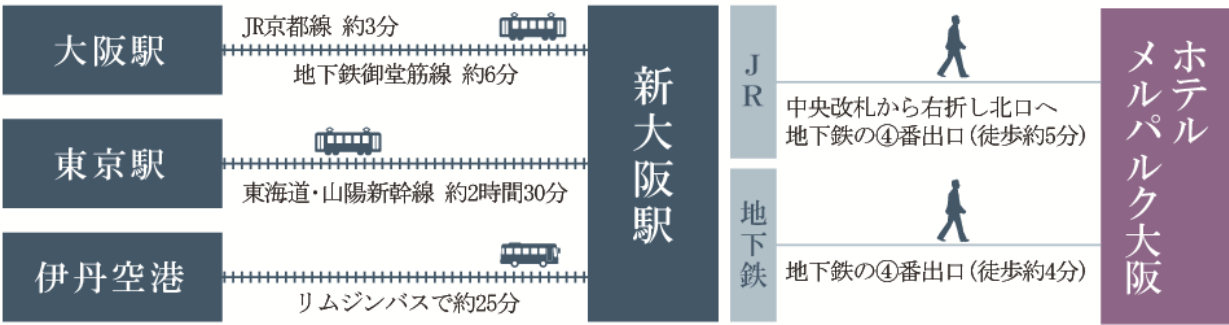 大阪駅
JR京都線 約3分
地下鉄御堂筋線 約6分
東京駅
東海道・山陽新幹線 約2時間30分
伊丹空港
リムジンバスで約25分
新大阪駅
JR
中央改札から右折し北口へ
地下鉄の④番出口(徒歩約5分)
地下鉄
地下鉄の④番出口(徒歩約4分)
ホテル
メルパルク大阪